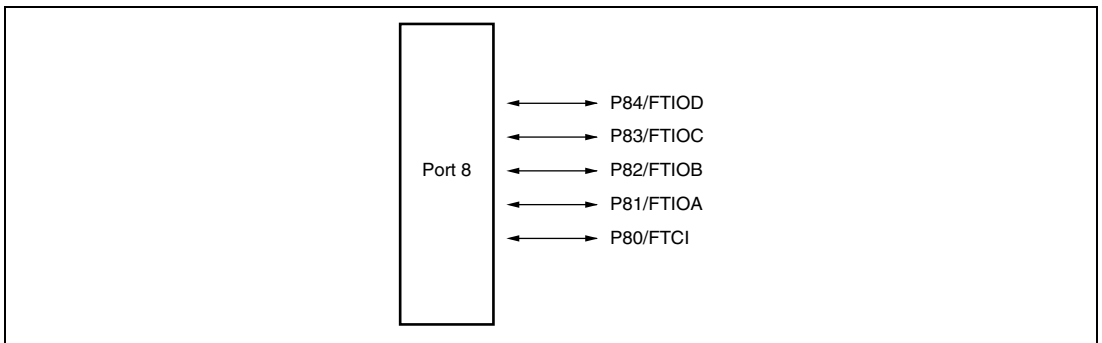 P84/FTIOD
P83/FTIOC
Port 8
P82/FTIOB
P81/FTIOA
P80/FTCI